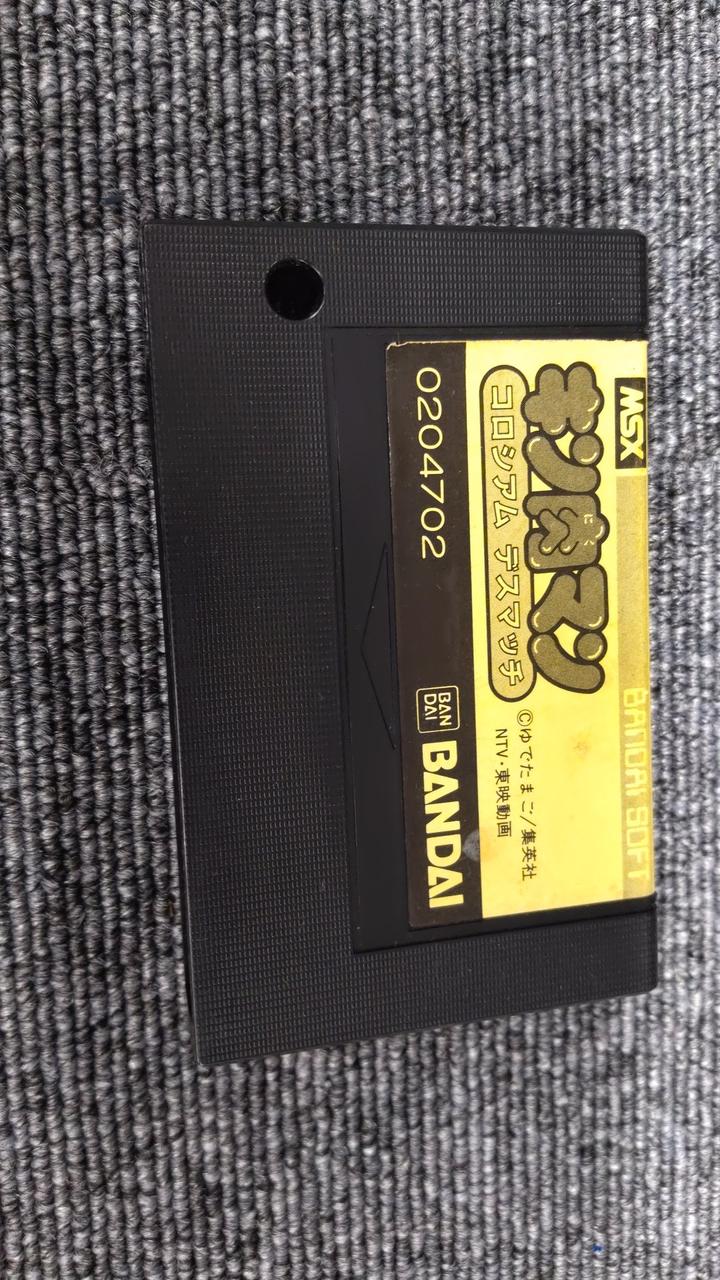 MSX
BANDAI SOFT
キン肉マン
コロシアム デスマッチ
©ゆでたまご/集英社
NTV・東映動画
0204702
BAN
DAI
BANDAI